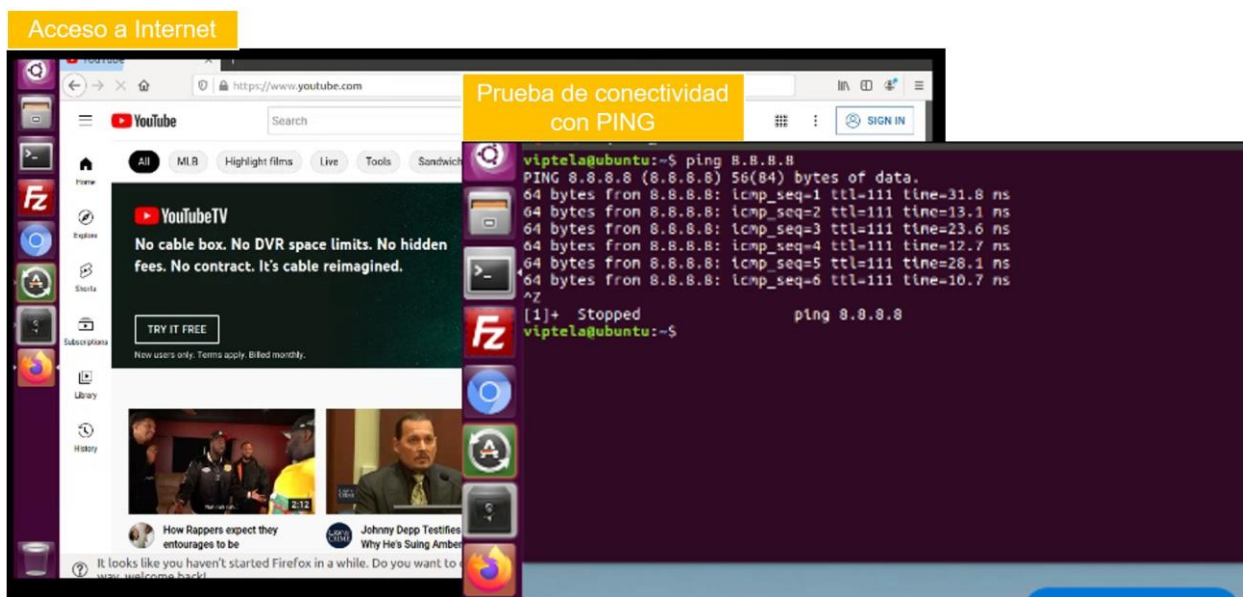 Acceso a Internet
YouTube
https://www.youtube.com
YouTube
Search
SIGN IN
All
MLB
Highlight films
Live
Tools
Sandwich
Home
Explore
Shorts
Subscriptions
Library
History
YouTubeTV
No cable box. No DVR space limits. No hidden
fees. No contract. It's cable reimagined.
TRY IT FREE
New users only. Terms apply. Billed monthly.
2:12
How Rappers expect they
entourages to be
Johnny Depp Testifies
Why He's Suing Amber
It looks like you haven't started Firefox in a while. Do you want to
way, welcome back!
Prueba de conectividad
con PING
viptela@ubuntu:~$ ping 8.8.8.8
PING 8.8.8.8 (8.8.8.8) 56(84) bytes of data.
64 bytes from 8.8.8.8: icmp_seq=1 ttl=111 time=31.8 ms
64 bytes from 8.8.8.8: icmp_seq=2 ttl=111 time=13.1 ms
64 bytes from 8.8.8.8: icmp_seq=3 ttl=111 time=23.6 ms
64 bytes from 8.8.8.8: icmp_seq=4 ttl=111 time=12.7 ms
64 bytes from 8.8.8.8: icmp_seq=5 ttl=111 time=28.1 ms
64 bytes from 8.8.8.8: icmp_seq=6 ttl=111 time=10.7 ms
^Z
[1]+ Stopped ping 8.8.8.8
viptela@ubuntu:~$